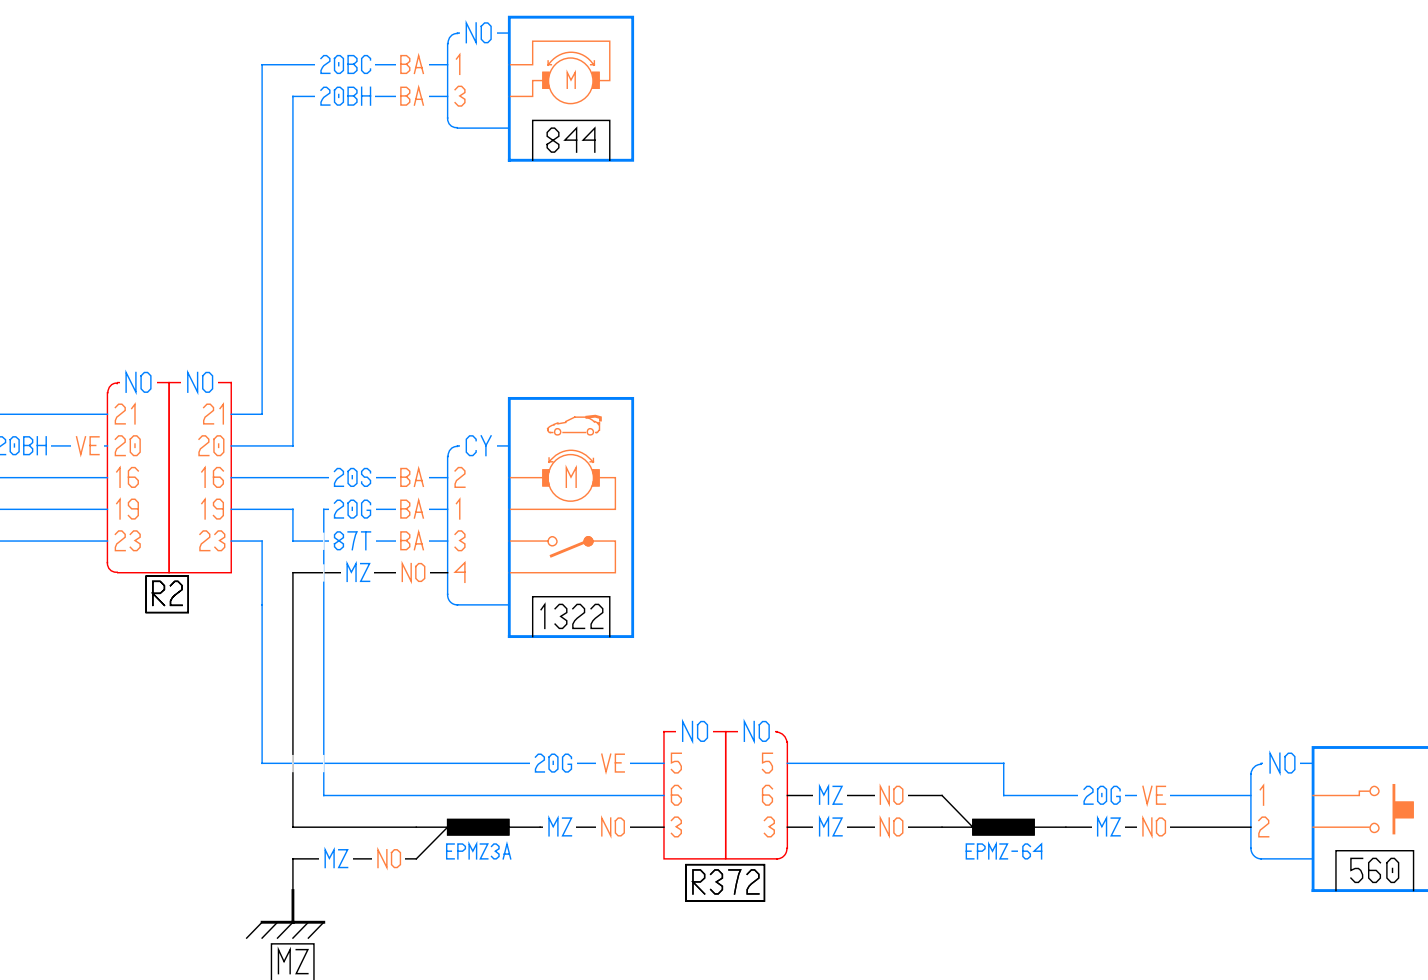 NO
20BC BA 1
M
20BH BA 3
844
NO NO
21 21
20BH VE 20 20
16 16
19 19
23 23
R2
CY
20S BA 2
M
20G BA 1
87T BA 3
MZ NO 4
1322
NO NO
20G VE 5 5
6 6 MZ NO
MZ NO 3 3 MZ NO
EPMZ3A
EPMZ-64
R372
NO
20G VE 1
MZ NO 2
560
MZ NO
MZ